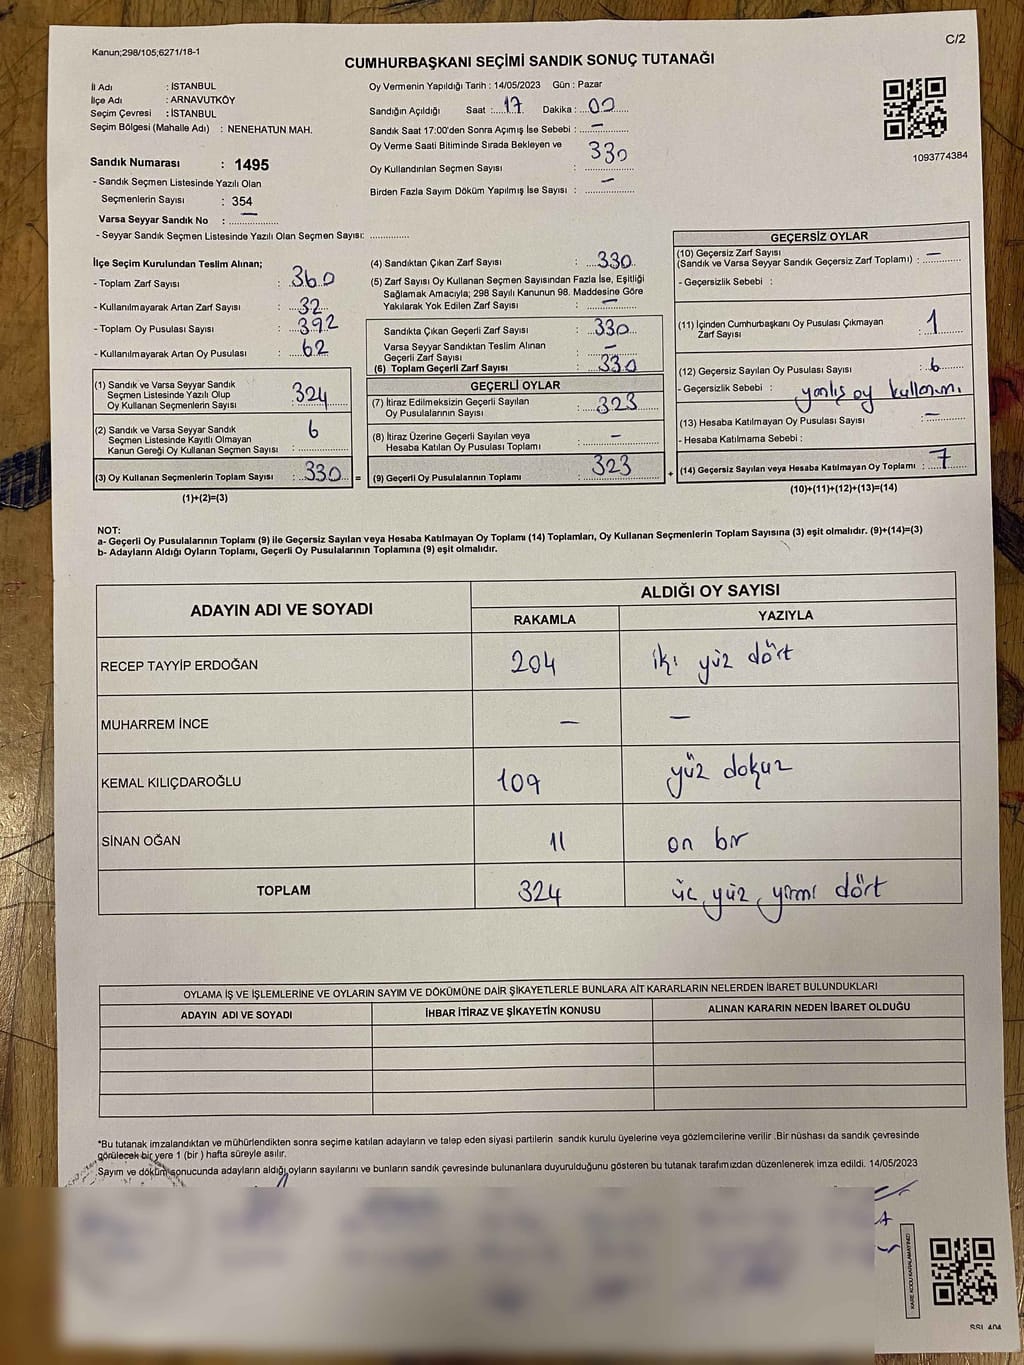 Kanun;298/105;6271/18-1
C/2
CUMHURBAŞKANI SEÇİMİ SANDIK SONUÇ TUTANAĞI
İl Adı : İSTANBUL
İlçe Adı : ARNAVUTKÖY
Seçim Çevresi : İSTANBUL
Seçim Bölgesi (Mahalle Adı) : NENEHATUN MAH.
Sandık Numarası : 1495
- Sandık Seçmen Listesinde Yazılı Olan
Seçmenlerin Sayısı : 354
Varsa Seyyar Sandık No : —
- Seyyar Sandık Seçmen Listesinde Yazılı Olan Seçmen Sayısı: ..............
Oy Vermenin Yapıldığı Tarih : 14/05/2023 Gün : Pazar
Sandığın Açıldığı Saat : 17 Dakika : 00
Sandık Saat 17:00'den Sonra Açımış İse Sebebi : —
Oy Verme Saati Bitiminde Sırada Bekleyen ve
Oy Kullandırılan Seçmen Sayısı : 330
Birden Fazla Sayım Döküm Yapılmış İse Sayısı : —
1093774384
İlçe Seçim Kurulundan Teslim Alınan;
- Toplam Zarf Sayısı : 360
- Kullanılmayarak Artan Zarf Sayısı : 32
- Toplam Oy Pusulası Sayısı : 392
- Kullanılmayarak Artan Oy Pusulası : 62
(1) Sandık ve Varsa Seyyar Sandık
Seçmen Listesinde Yazılı Olup
Oy Kullanan Seçmenlerin Sayısı : 324
(2) Sandık ve Varsa Seyyar Sandık
Seçmen Listesinde Kayıtlı Olmayan
Kanun Gereği Oy Kullanan Seçmen Sayısı : 6
(3) Oy Kullanan Seçmenlerin Toplam Sayısı : 330 =
(1)+(2)=(3)
(4) Sandıktan Çıkan Zarf Sayısı : 330
(5) Zarf Sayısı Oy Kullanan Seçmen Sayısından Fazla İse, Eşitliği
Sağlamak Amacıyla; 298 Sayılı Kanunun 98. Maddesine Göre
Yakılarak Yok Edilen Zarf Sayısı : —
Sandıkta Çıkan Geçerli Zarf Sayısı : 330
Varsa Seyyar Sandıktan Teslim Alınan
Geçerli Zarf Sayısı : —
(6) Toplam Geçerli Zarf Sayısı : 330
GEÇERLİ OYLAR
(7) İtiraz Edilmeksizin Geçerli Sayılan
Oy Pusulalarının Sayısı : 323
(8) İtiraz Üzerine Geçerli Sayılan veya
Hesaba Katılan Oy Pusulası Toplamı : —
(9) Geçerli Oy Pusulalarının Toplamı : 323 +
GEÇERSİZ OYLAR
(10) Geçersiz Zarf Sayısı
(Sandık ve Varsa Seyyar Sandık Geçersiz Zarf Toplamı) : —
- Geçersizlik Sebebi :
(11) İçinden Cumhurbaşkanı Oy Pusulası Çıkmayan
Zarf Sayısı : 1
(12) Geçersiz Sayılan Oy Pusulası Sayısı : 6
- Geçersizlik Sebebi : yanlış oy kullanımı
(13) Hesaba Katılmayan Oy Pusulası Sayısı : —
- Hesaba Katılmama Sebebi :
(14) Geçersiz Sayılan veya Hesaba Katılmayan Oy Toplamı : 7
(10)+(11)+(12)+(13)=(14)
NOT:
a- Geçerli Oy Pusulalarının Toplamı (9) ile Geçersiz Sayılan veya Hesaba Katılmayan Oy Toplamı (14) Toplamları, Oy Kullanan Seçmenlerin Toplam Sayısına (3) eşit olmalıdır. (9)+(14)=(3)
b- Adayların Aldığı Oyların Toplamı, Geçerli Oy Pusulalarının Toplamına (9) eşit olmalıdır.
ADAYIN ADI VE SOYADI
ALDIĞI OY SAYISI
RAKAMLA YAZIYLA
RECEP TAYYİP ERDOĞAN 204 iki yüz dört
MUHARREM İNCE — —
KEMAL KILIÇDAROĞLU 109 yüz dokuz
SİNAN OĞAN 11 on bir
TOPLAM 324 üç yüz yirmi dört
OYLAMA İŞ VE İŞLEMLERİNE VE OYLARIN SAYIM VE DÖKÜMÜNE DAİR ŞİKAYETLERLE BUNLARA AİT KARARLARIN NELERDEN İBARET BULUNDUKLARI
ADAYIN ADI VE SOYADI İHBAR İTİRAZ VE ŞİKAYETİN KONUSU ALINAN KARARIN NEDEN İBARET OLDUĞU
*Bu tutanak imzalandıktan ve mühürlendikten sonra seçime katılan adayların ve talep eden siyasi partilerin sandık kurulu üyelerine veya gözlemcilerine verilir .Bir nüshası da sandık çevresinde
görülecek bir yere 1 (bir ) hafta süreyle asılır.
Sayım ve döküm sonucunda adayların aldığı oyların sayılarını ve bunların sandık çevresinde bulunanlara duyurulduğunu gösteren bu tutanak tarafımızdan düzenlenerek imza edildi. 14/05/2023
KARE KODU KARALAMAYINIZ!